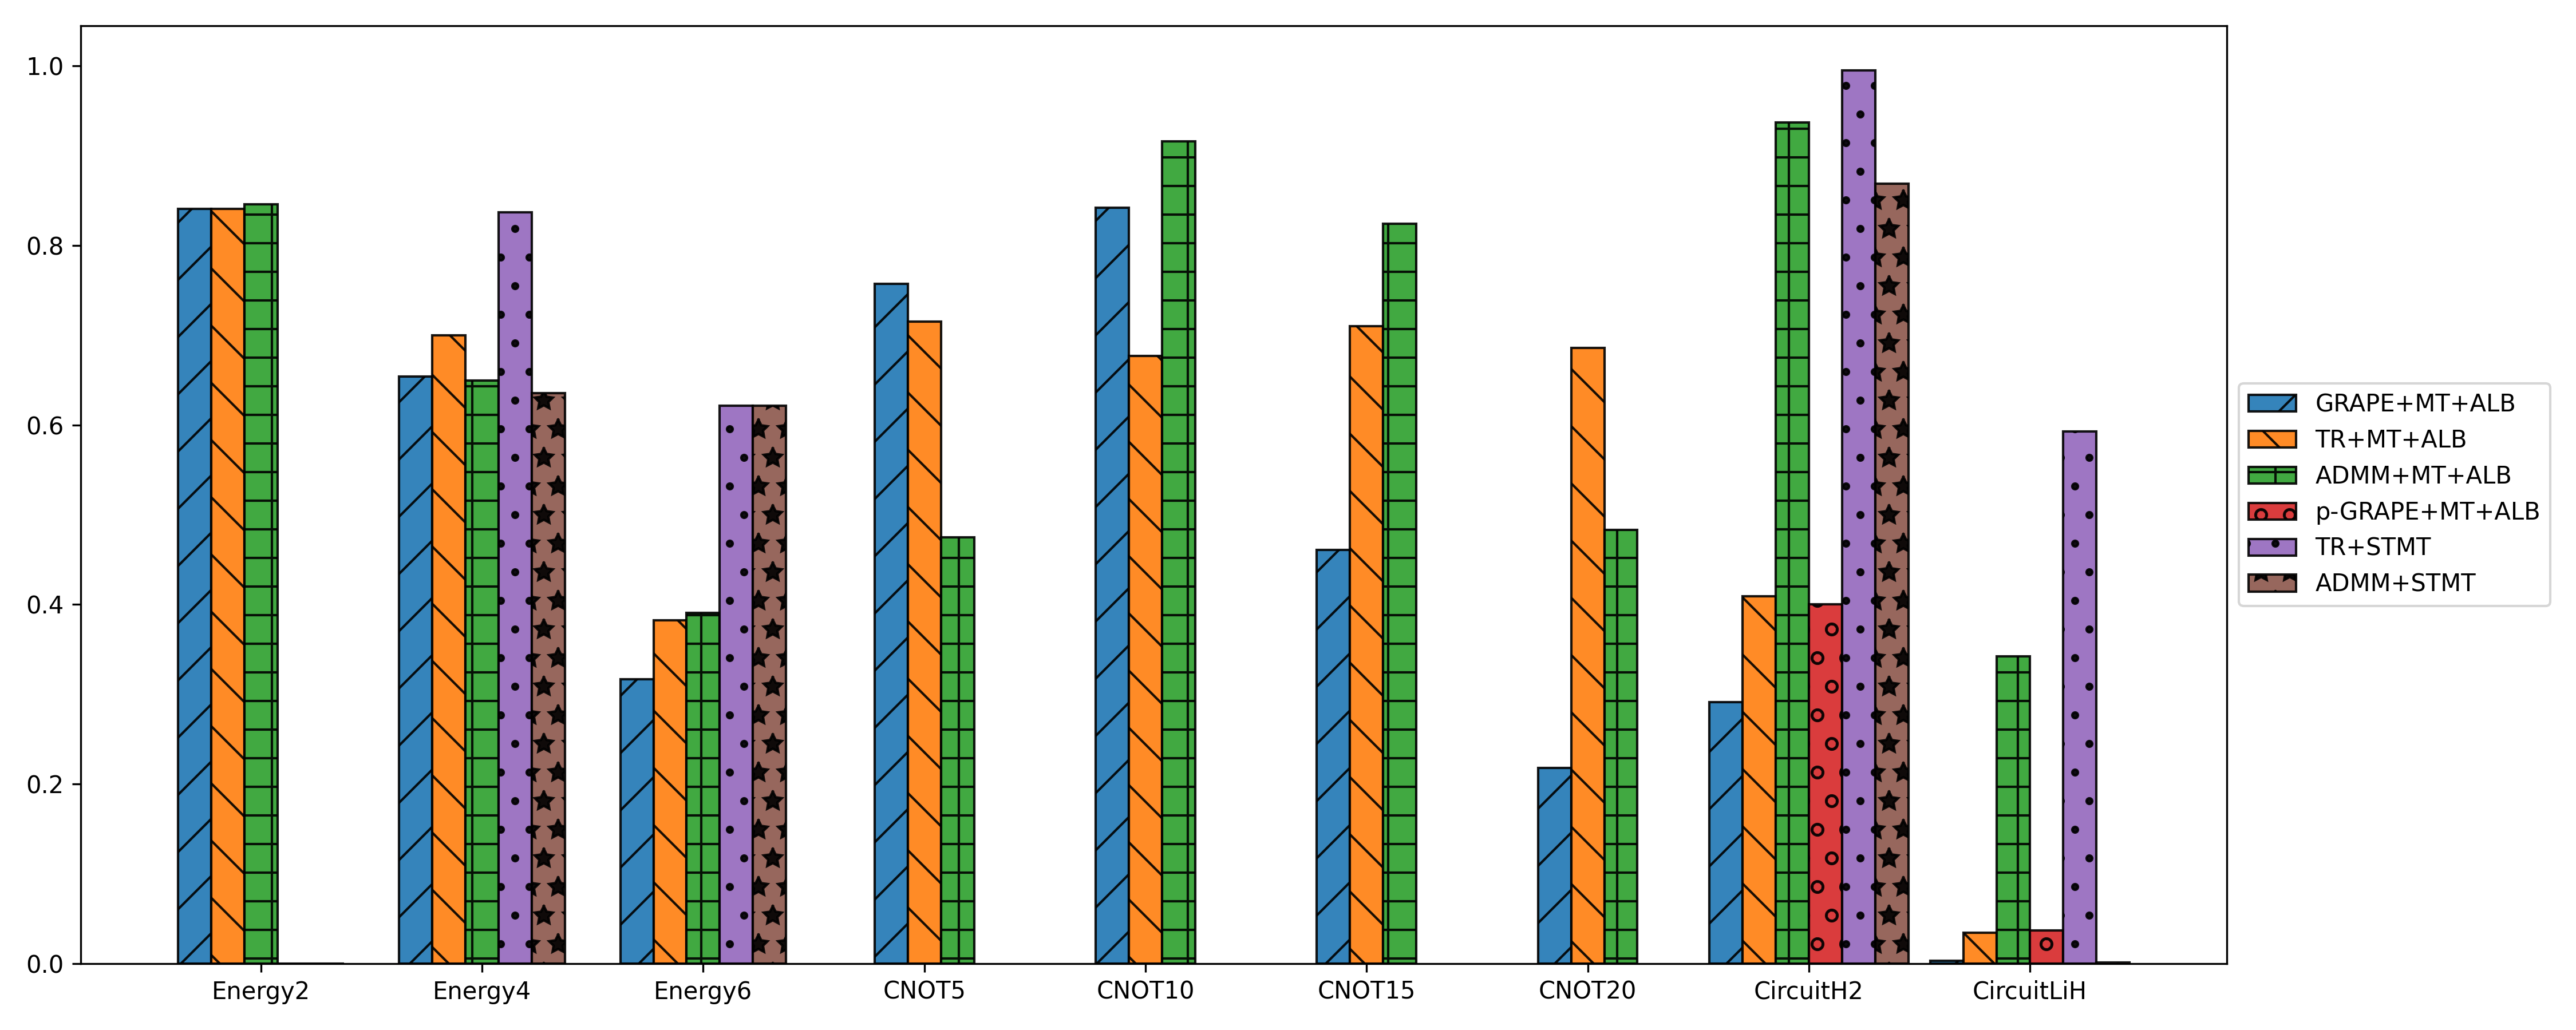 1.0
0.8
0.6
0.4
0.2
0.0
Energy2 Energy4 Energy6 CNOT5 CNOT10 CNOT15 CNOT20 CircuitH2 CircuitLiH
GRAPE+MT+ALB
TR+MT+ALB
ADMM+MT+ALB
p-GRAPE+MT+ALB
TR+STMT
ADMM+STMT